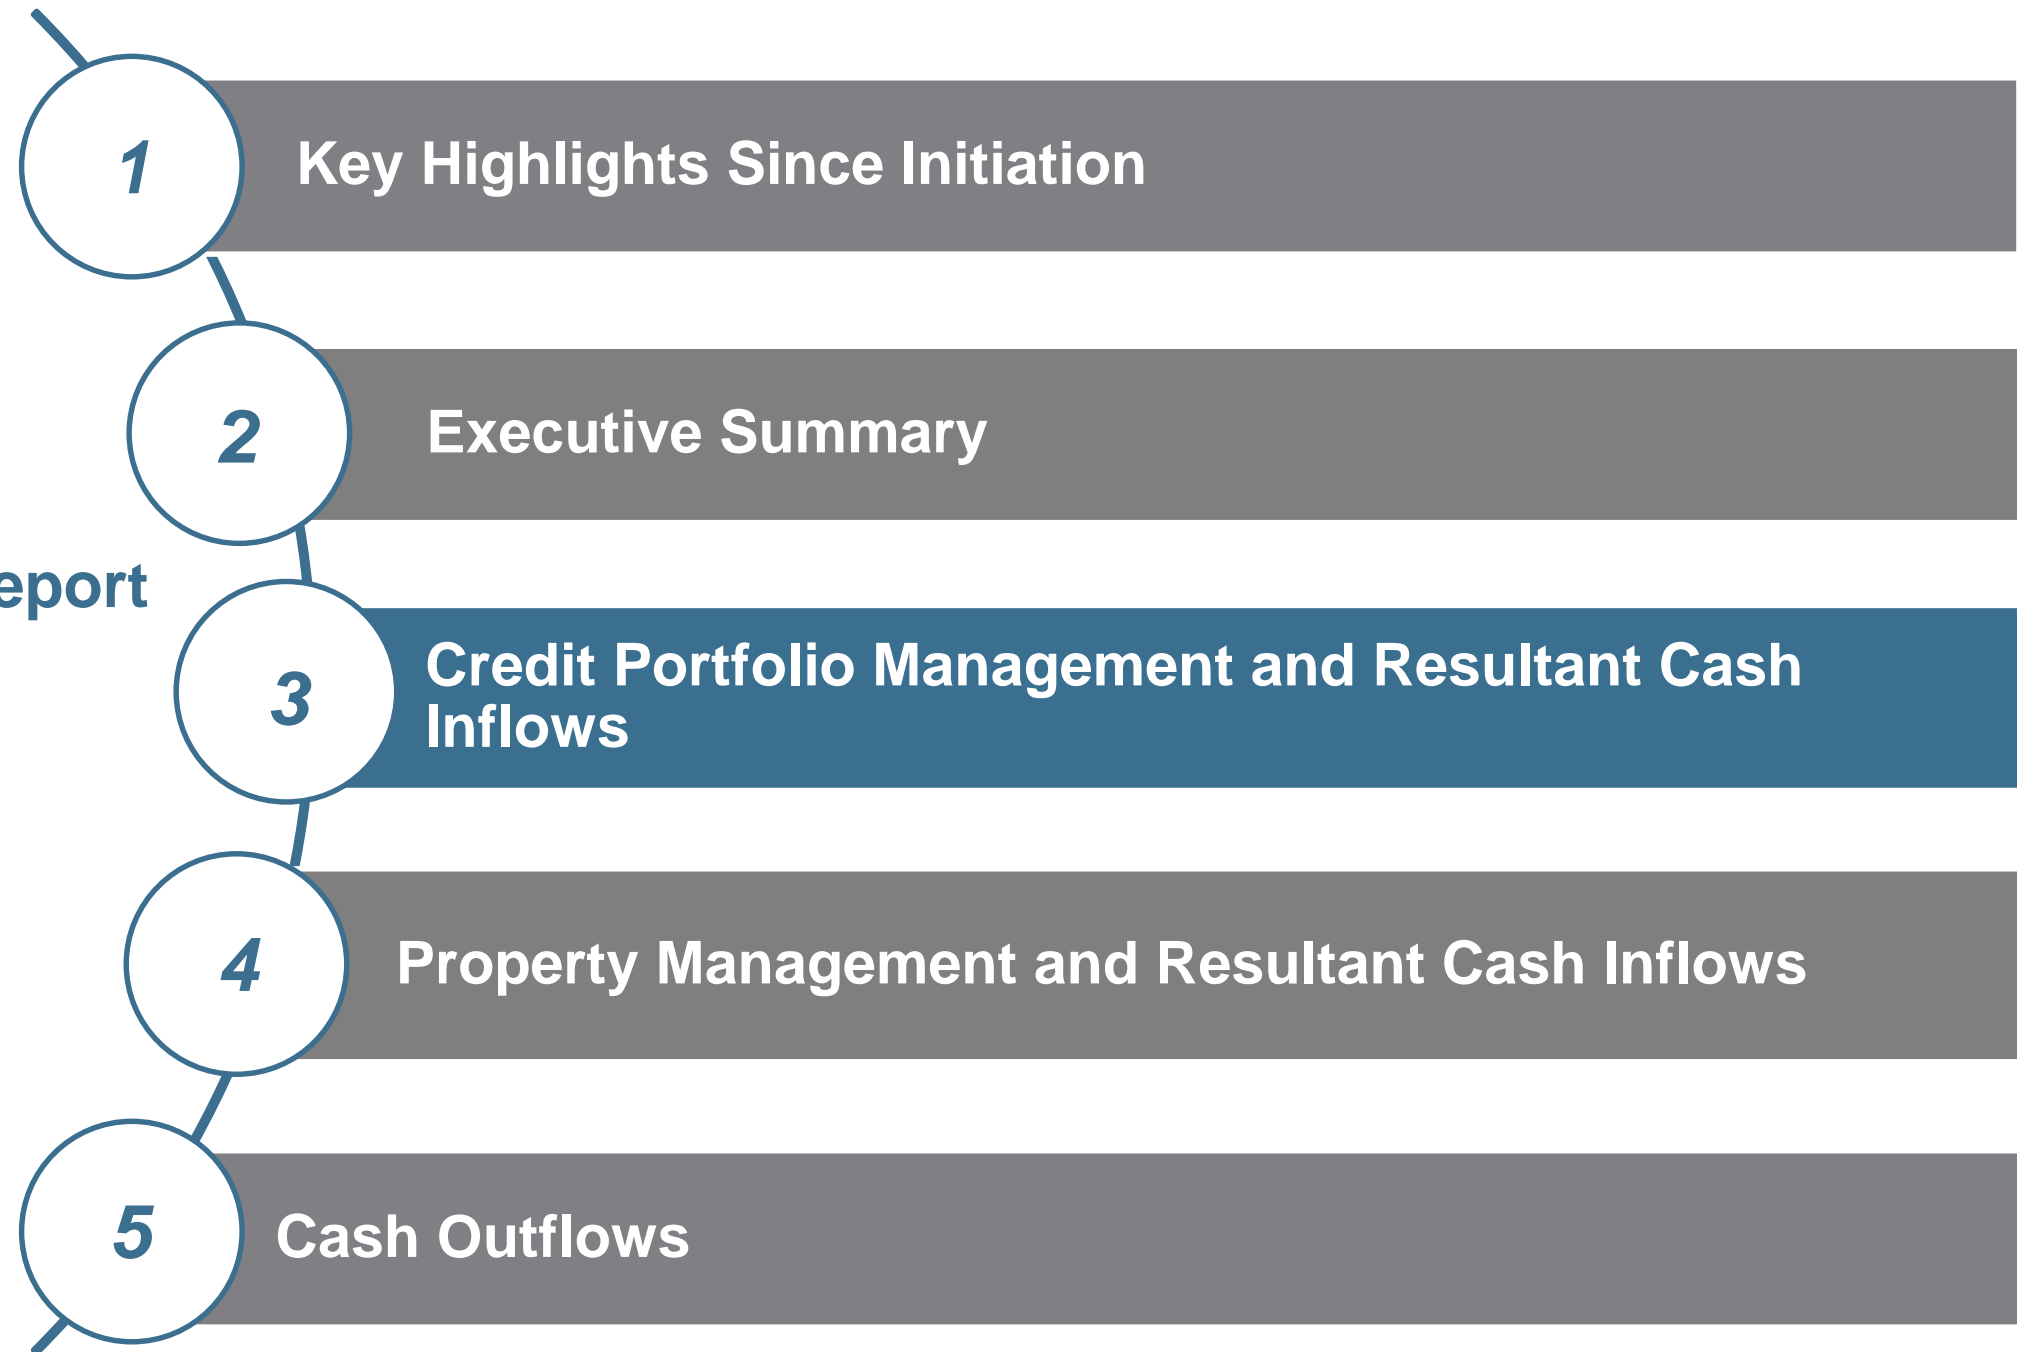 1
Key Highlights Since Initiation
2
Executive Summary
eport
3
Credit Portfolio Management and Resultant Cash
Inflows
4
Property Management and Resultant Cash Inflows
5
Cash Outflows